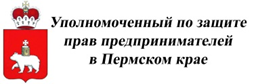 Уполномоченный по защите
прав предпринимателей
в Пермском крае